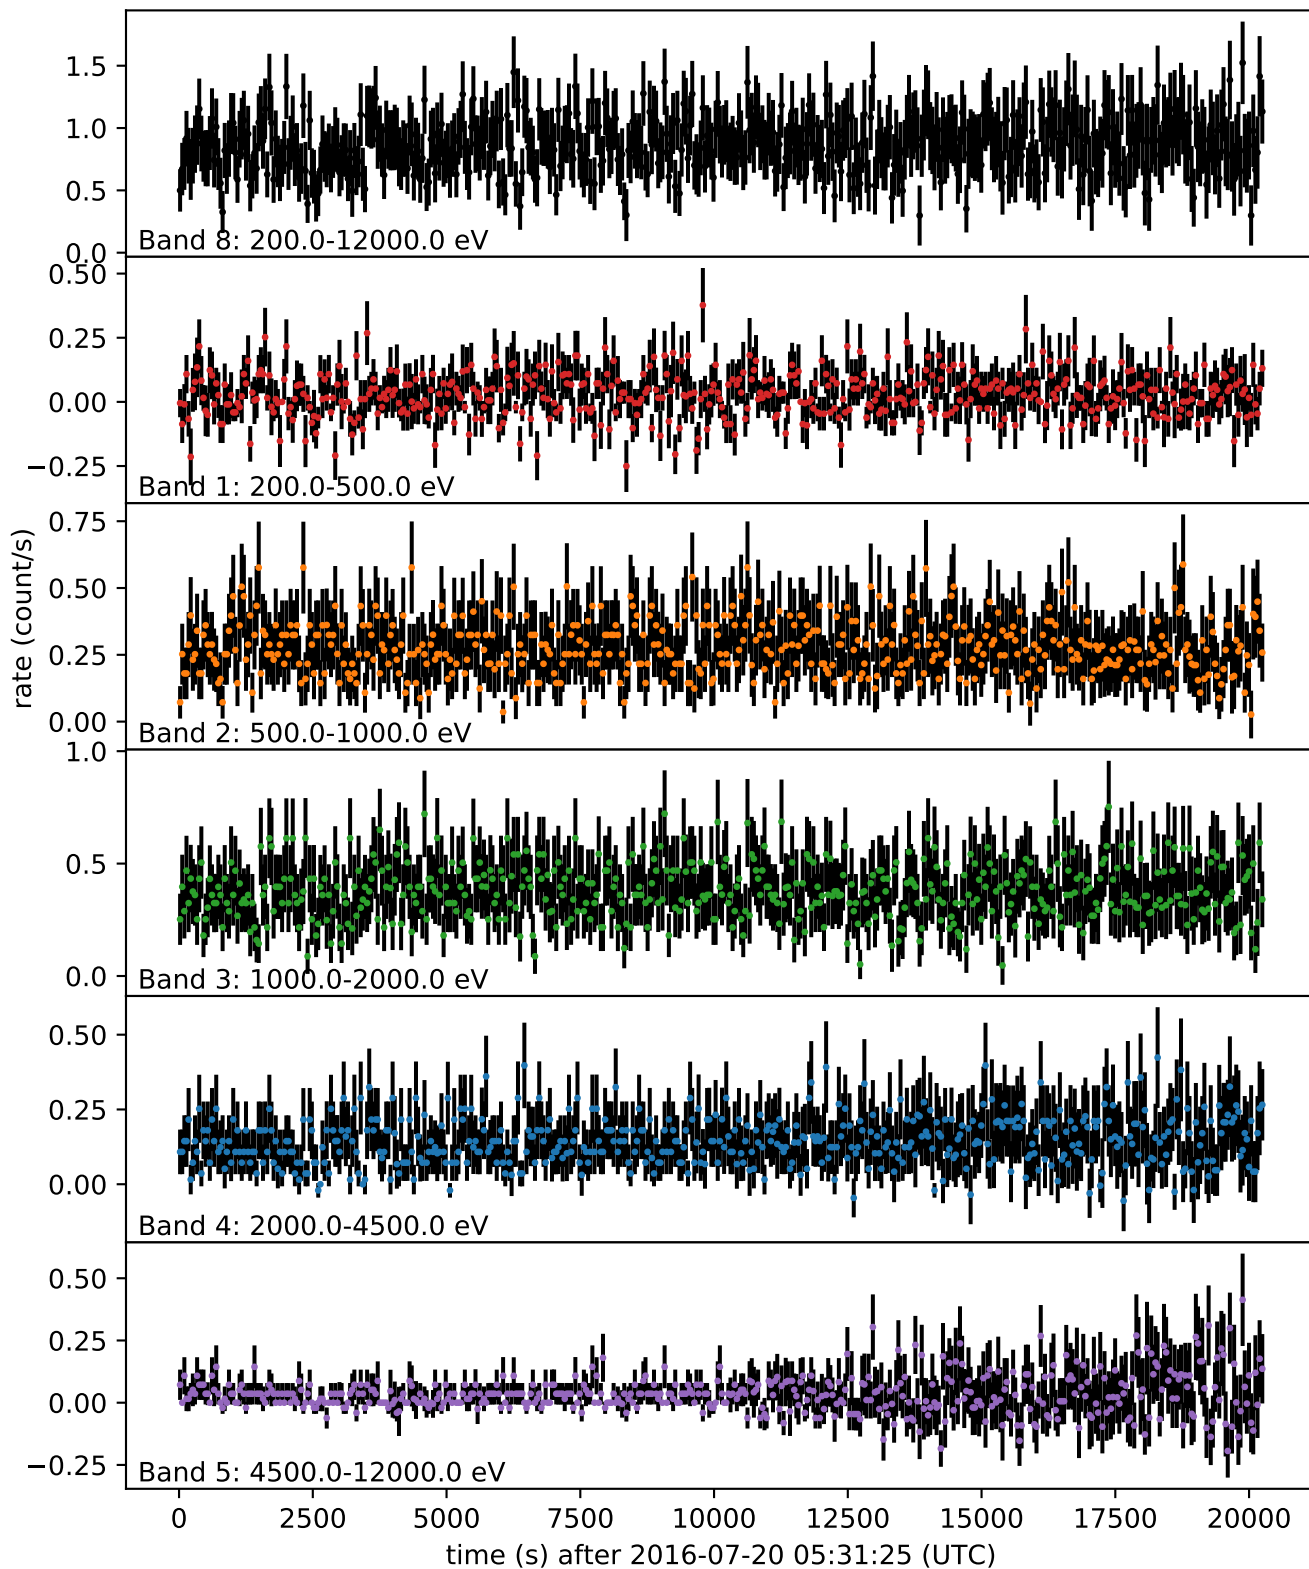 1.5
1.0
0.5
0.0
Band 8: 200.0-12000.0 eV
0.50
0.25
0.00
−0.25
Band 1: 200.0-500.0 eV
0.75
0.50
0.25
0.00
Band 2: 500.0-1000.0 eV
rate (count/s)
1.0
0.5
0.0
Band 3: 1000.0-2000.0 eV
0.50
0.25
0.00
Band 4: 2000.0-4500.0 eV
0.50
0.25
0.00
−0.25
Band 5: 4500.0-12000.0 eV
0 2500 5000 7500 10000 12500 15000 17500 20000
time (s) after 2016-07-20 05:31:25 (UTC)